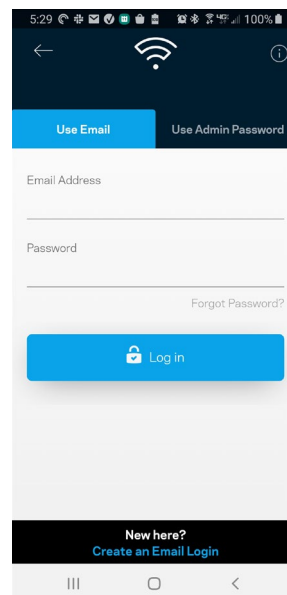 5:29
100%
Use Email
Use Admin Password
Email Address
Password
Forgot Password?
Log in
New here?
Create an Email Login